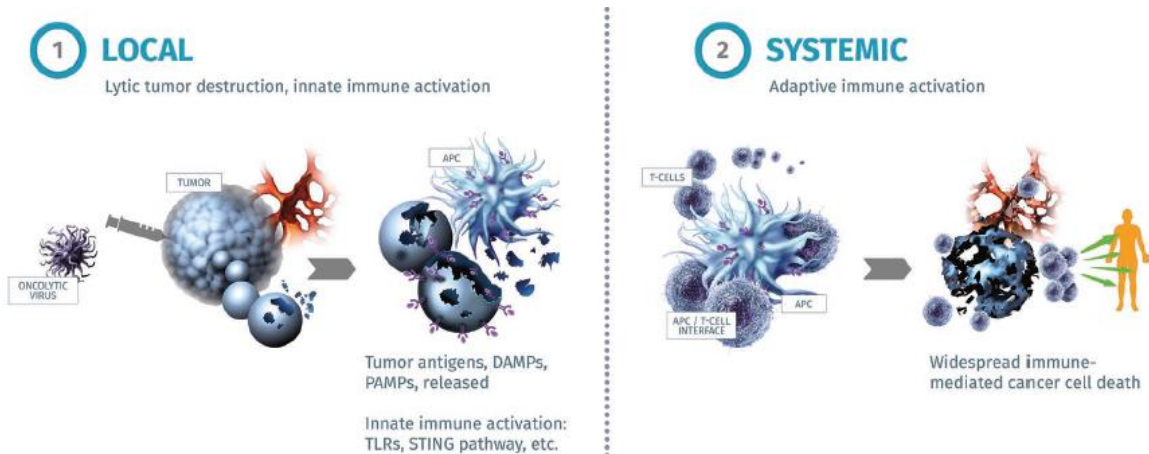 1 LOCAL
Lytic tumor destruction, innate immune activation
TUMOR
ONCOLYTIC
VIRUS
APC
Tumor antigens, DAMPs,
PAMPs, released
Innate immune activation:
TLRs, STING pathway, etc.
2 SYSTEMIC
Adaptive immune activation
T-CELLS
APC
APC / T-CELL
INTERFACE
Widespread immune-
mediated cancer cell death